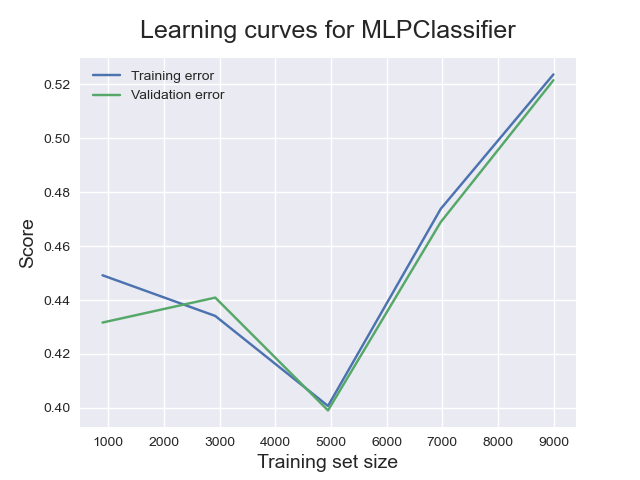 Learning curves for MLPClassifier
Training error
Validation error
0.52
0.50
0.48
0.46
0.44
0.42
0.40
Score
1000 2000 3000 4000 5000 6000 7000 8000 9000
Training set size